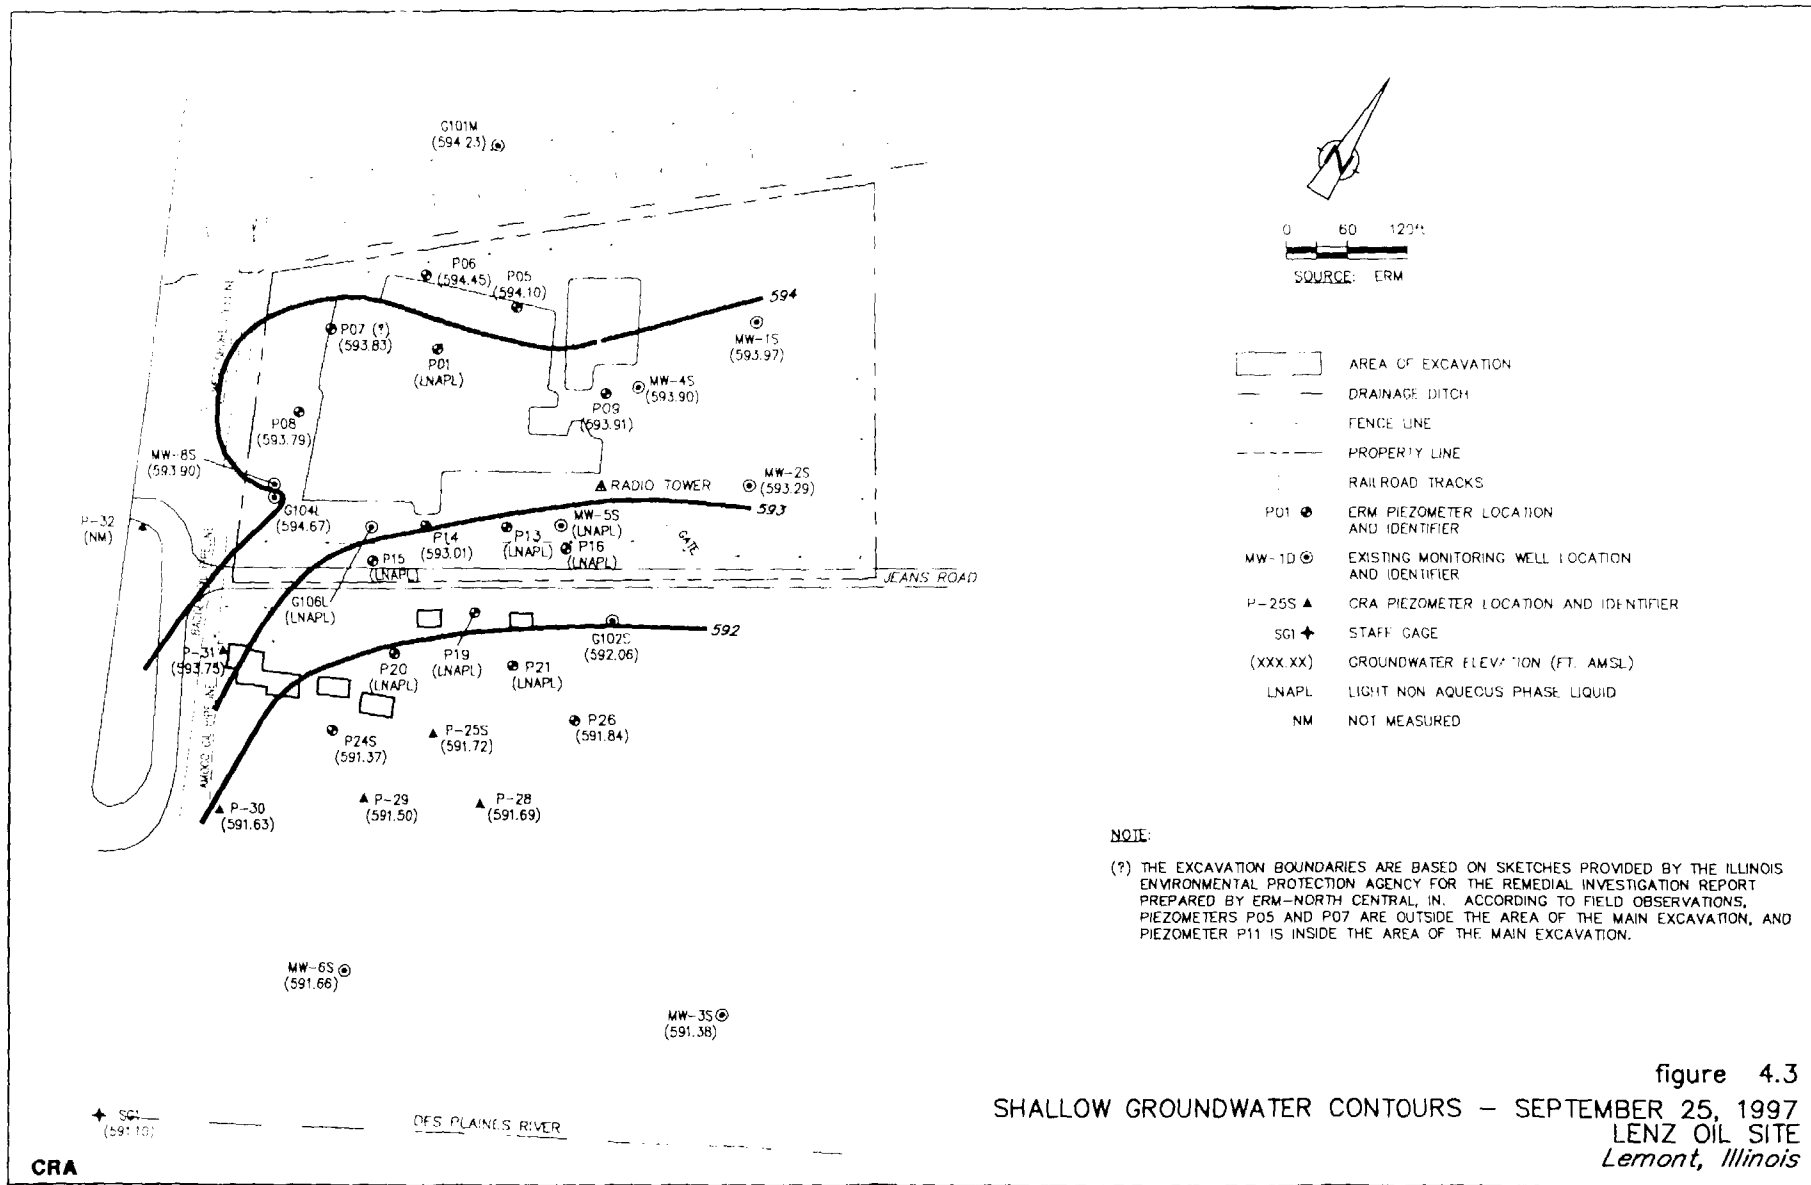 G101M
(594.23)
P06
(594.45)
P05
(594.10)
P07 (?)
(593.83)
P01
(LNAPL)
594
MW-1S
(593.97)
MW-4S
(593.90)
P09
(593.91)
P08
(593.79)
MW-8S
(593.90)
G104L
(594.67)
RADIO TOWER
MW-2S
(593.29)
593
P-32
(NM)
P14
(593.01)
P13
(LNAPL)
MW-5S
(LNAPL)
P16
(LNAPL)
GATE
P15
(LNAPL)
G106L
(LNAPL)
JEANS ROAD
P-31
(593.75)
P20
(LNAPL)
P19
(LNAPL)
P21
(LNAPL)
G102S
(592.06)
592
P24S
(591.37)
P-25S
(591.72)
P26
(591.84)
AMOCO OIL PIPELINE
P-30
(591.63)
P-29
(591.50)
P-28
(591.69)
MW-6S
(591.66)
MW-3S
(591.38)
SG1
(591.10)
DES PLAINES RIVER
CRA
N
0 60 120ft
SOURCE: ERM
AREA OF EXCAVATION
DRAINAGE DITCH
FENCE LINE
PROPERTY LINE
RAILROAD TRACKS
P01 ERM PIEZOMETER LOCATION
AND IDENTIFIER
MW-1D EXISTING MONITORING WELL LOCATION
AND IDENTIFIER
P-25S CRA PIEZOMETER LOCATION AND IDENTIFIER
SG1 STAFF GAGE
(XXX.XX) GROUNDWATER ELEVATION (FT. AMSL)
LNAPL LIGHT NON AQUEOUS PHASE LIQUID
NM NOT MEASURED
NOTE:
(?) THE EXCAVATION BOUNDARIES ARE BASED ON SKETCHES PROVIDED BY THE ILLINOIS
ENVIRONMENTAL PROTECTION AGENCY FOR THE REMEDIAL INVESTIGATION REPORT
PREPARED BY ERM-NORTH CENTRAL, IN. ACCORDING TO FIELD OBSERVATIONS,
PIEZOMETERS P05 AND P07 ARE OUTSIDE THE AREA OF THE MAIN EXCAVATION, AND
PIEZOMETER P11 IS INSIDE THE AREA OF THE MAIN EXCAVATION.
figure 4.3
SHALLOW GROUNDWATER CONTOURS - SEPTEMBER 25, 1997
LENZ OIL SITE
Lemont, Illinois